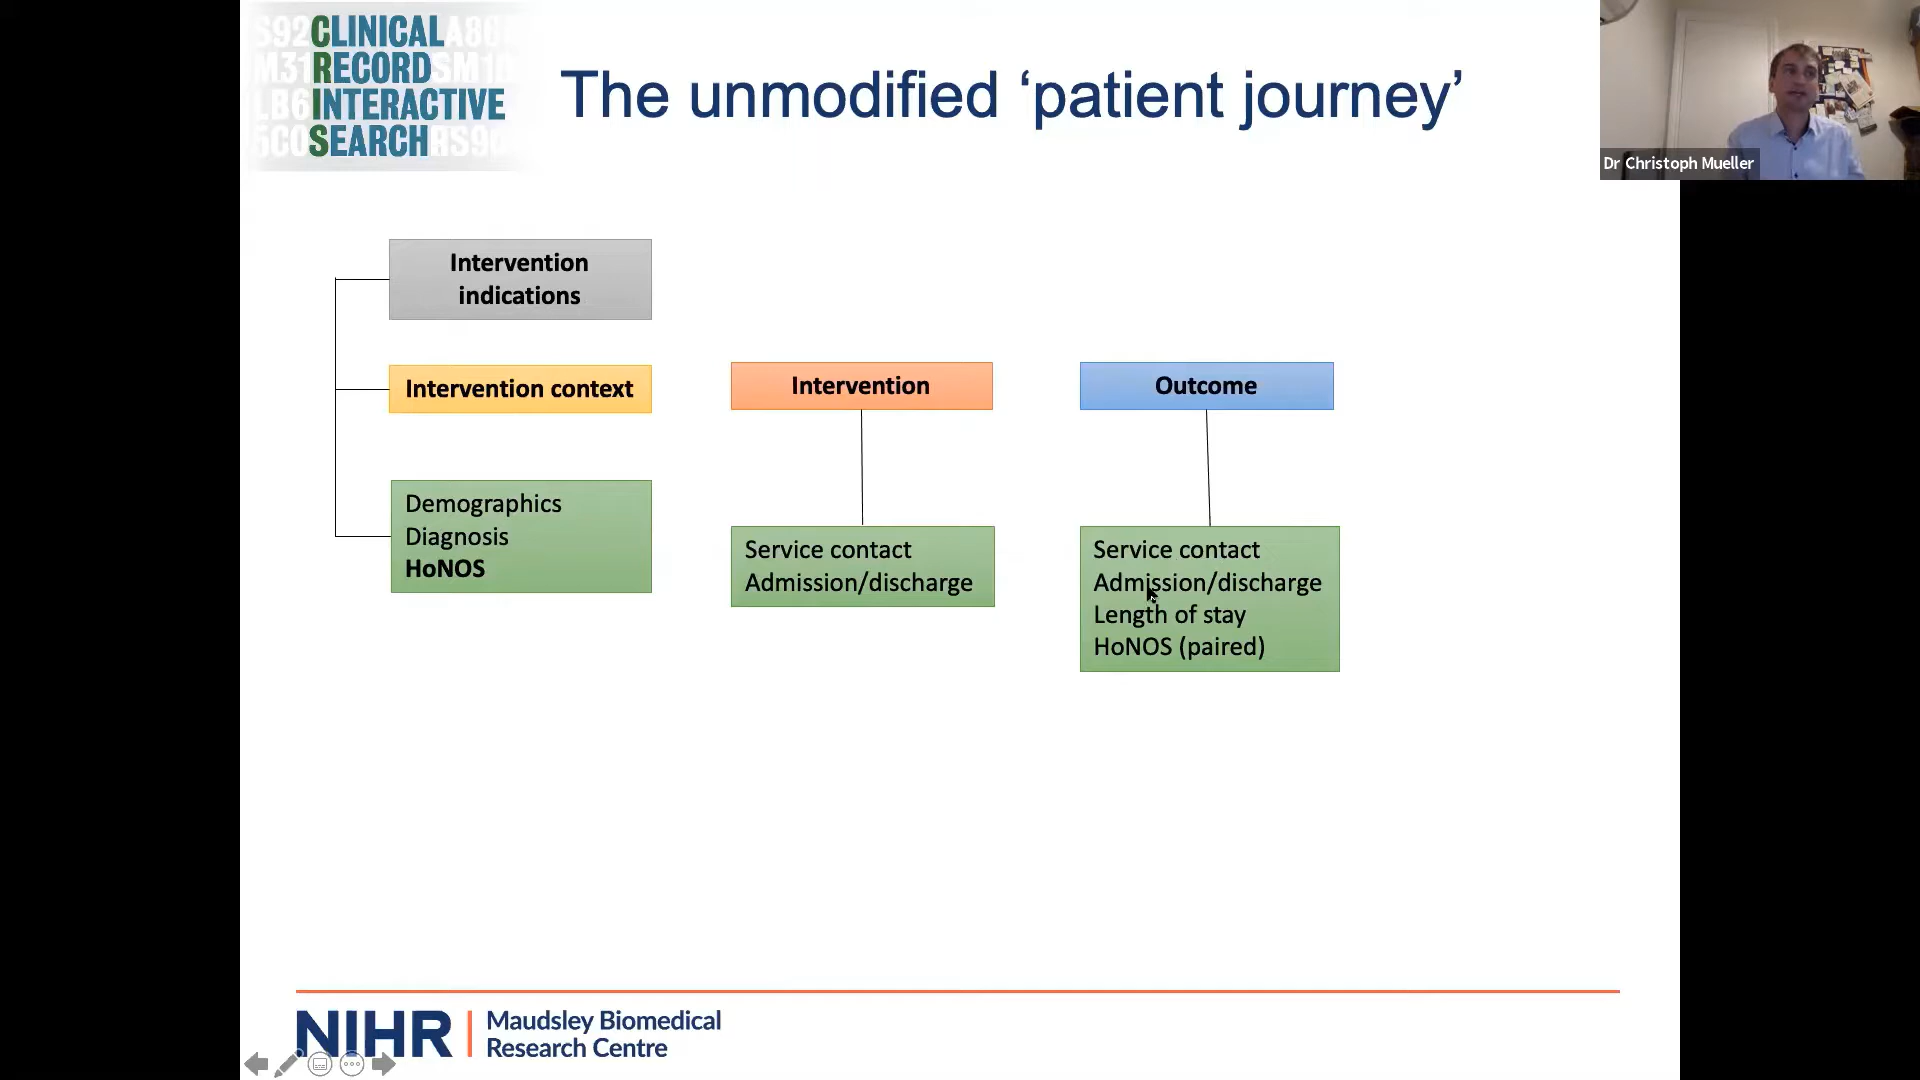 CLINICAL
RECORD
INTERACTIVE
SEARCH
The unmodified ‘patient journey’
Dr Christoph Mueller
Intervention
indications
Intervention context
Intervention
Outcome
Demographics
Diagnosis
HoNOS
Service contact
Admission/discharge
Service contact
Admission/discharge
Length of stay
HoNOS (paired)
NIHR
Maudsley Biomedical
Research Centre